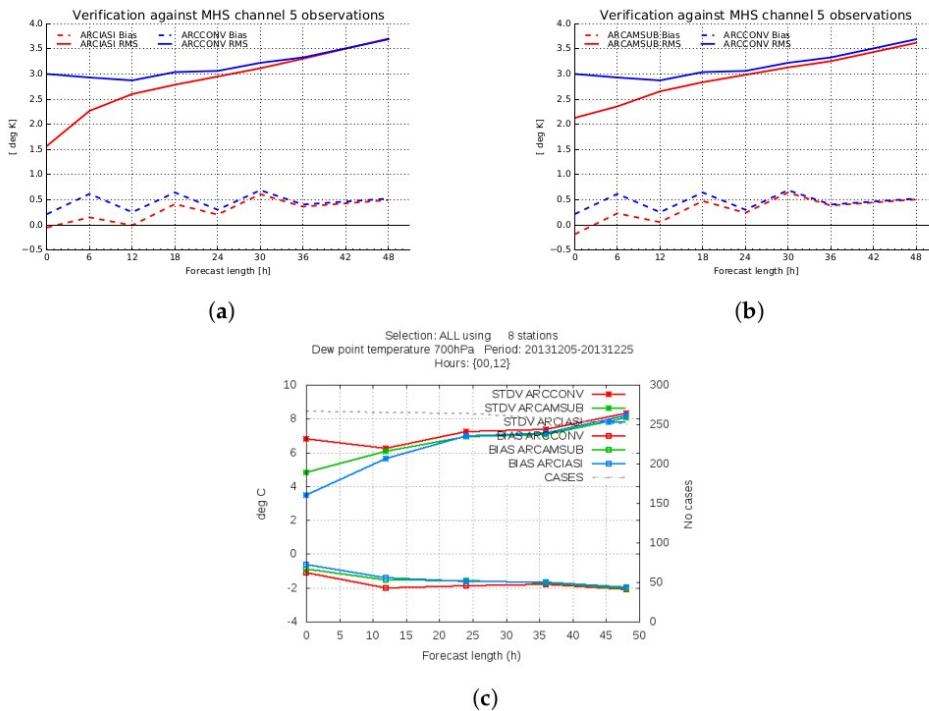 Verification against MHS channel 5 observations
ARCIASI Bias ARCCONV Bias
ARCIASI RMS ARCCONV RMS
4.0
3.5
3.0
2.5
2.0
1.5
1.0
0.5
0.0
−0.5
[ deg K]
0 6 12 18 24 30 36 42 48
Forecast length [h]
(a)
Verification against MHS channel 5 observations
ARCAMSUB Bias ARCCONV Bias
ARCAMSUB RMS ARCCONV RMS
4.0
3.5
3.0
2.5
2.0
1.5
1.0
0.5
0.0
−0.5
[ deg K]
0 6 12 18 24 30 36 42 48
Forecast length [h]
(b)
Selection: ALL using 8 stations
Dew point temperature 700hPa Period: 20131205-20131225
Hours: {00,12}
STDV ARCCONV
STDV ARCAMSUB
STDV ARCIASI
BIAS ARCCONV
BIAS ARCAMSUB
BIAS ARCIASI
CASES
10
8
6
4
2
0
-2
-4
deg C
300
250
200
150
100
50
0
No cases
0 5 10 15 20 25 30 35 40 45 50
Forecast length (h)
(c)